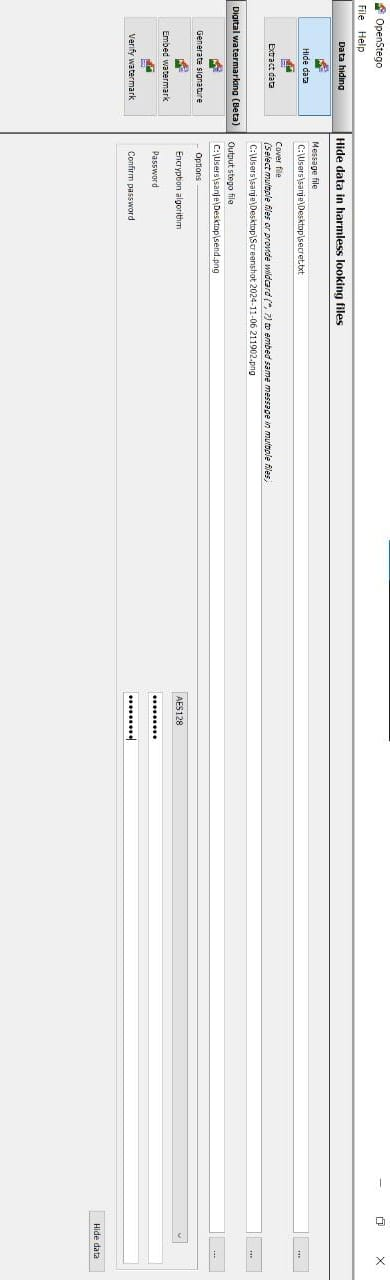 OpenStego
File Help
Data hiding
Hide data
Extract data
Digital watermarking (Beta)
Generate signature
Embed watermark
Verify watermark
Hide data in harmless looking files
Message file
C:\Users\sanje\Desktop\secret.txt
...
Cover file
(Select multiple files or provide wildcard (*, ?) to embed same message in multiple files)
C:\Users\sanje\Desktop\Screenshot 2024-11-06 211902.png
...
Output stego file
C:\Users\sanje\Desktop\send.png
...
Options
Encryption algorithm
AES128
Password
•••••••••
Confirm password
•••••••••
Hide data